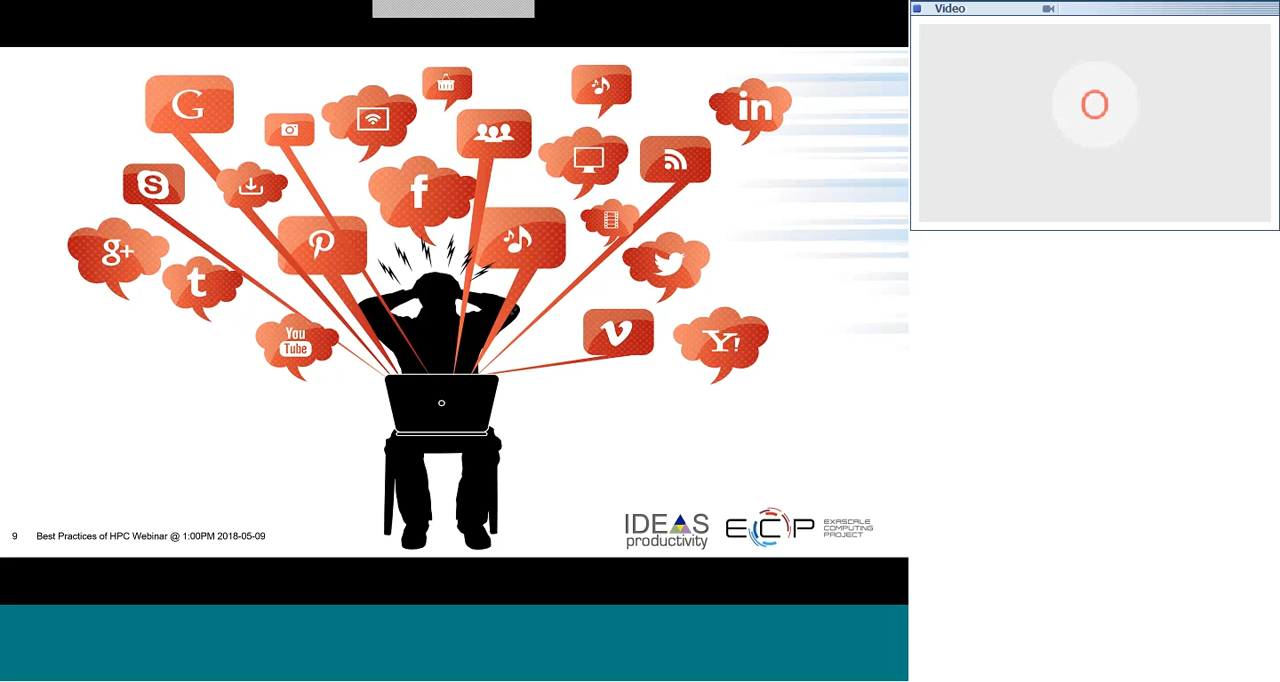 Video
O
G
in
S
f
g+
P
t
You
Tube
V
Y!
9 Best Practices of HPC Webinar @ 1:00PM 2018-05-09
IDEAS
productivity
ECP
EXASCALE
COMPUTING
PROJECT